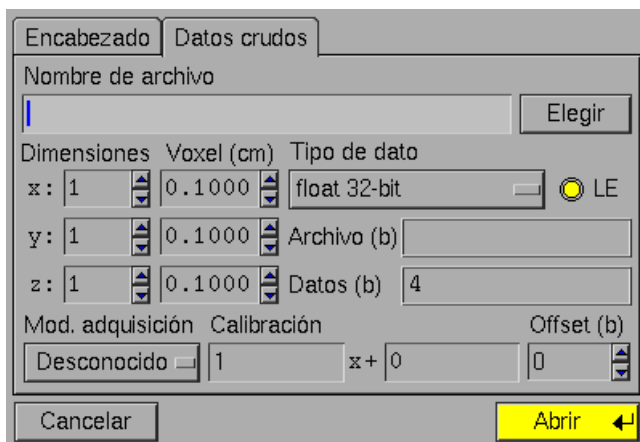 Encabezado Datos crudos
Nombre de archivo
Elegir
Dimensiones Voxel (cm) Tipo de dato
x: 1 0.1000 float 32-bit LE
y: 1 0.1000 Archivo (b)
z: 1 0.1000 Datos (b) 4
Mod. adquisición Calibración Offset (b)
Desconocido 1 x+ 0 0
Cancelar Abrir